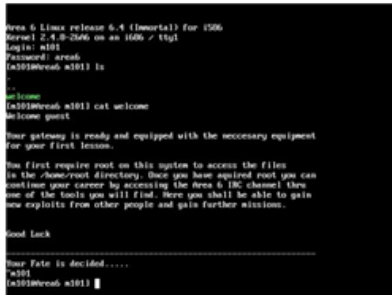 Area 6 Linux release 6.4 (Immortal) for i586
Kernel 2.4.8-26A6 on an i686 / tty1
Login: m101
Password: area6
[m101@Area6 m101] ls
.
..
welcome
[m101@Area6 m101] cat welcome
Welcome guest
Your gateway is ready and equipped with the neccesary equipment
for your first lesson.
You first require root on this system to access the files
in the /home/root directory. Once you have aquired root you can
continue your career by accessing the Area 6 IRC channel thru
one of the tools you will find. Here you shall be able to gain
new exploits from other people and gain further missions.
Good Luck
Your Fate is decided.....
~m101
[m101@Area6 m101]